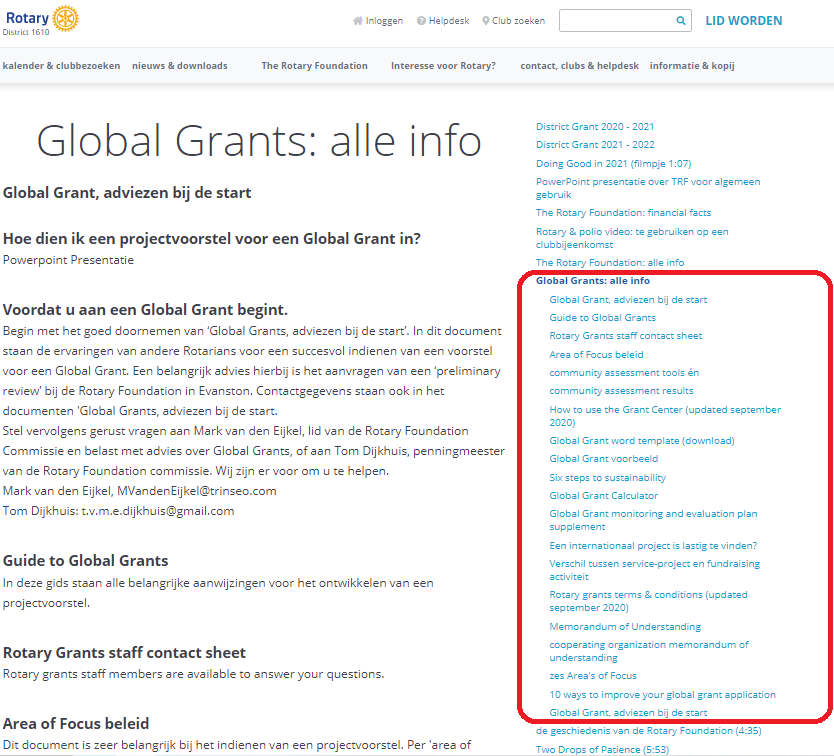 Rotary
District 1610
Inloggen
Helpdesk
Club zoeken
LID WORDEN
kalender & clubbezoeken
nieuws & downloads
The Rotary Foundation
Interesse voor Rotary?
contact, clubs & helpdesk
informatie & kopij
Global Grants: alle info
Global Grant, adviezen bij de start
Hoe dien ik een projectvoorstel voor een Global Grant in?
Powerpoint Presentatie
Voordat u aan een Global Grant begint.
Begin met het goed doornemen van ‘Global Grants, adviezen bij de start’. In dit document
staan de ervaringen van andere Rotarians voor een succesvol indienen van een voorstel
voor een Global Grant. Een belangrijk advies hierbij is het aanvragen van een ‘preliminary
review’ bij de Rotary Foundation in Evanston. Contactgegevens staan ook in het
documenten 'Global Grants, adviezen bij de start.
Stel vervolgens gerust vragen aan Mark van den Eijkel, lid van de Rotary Foundation
Commissie en belast met advies over Global Grants, of aan Tom Dijkhuis, penningmeester
van de Rotary Foundation commissie. Wij zijn er voor om u te helpen.
Mark van den Eijkel, MVandenEijkel@trinseo.com
Tom Dijkhuis: t.v.m.e.dijkhuis@gmail.com
Guide to Global Grants
In deze gids staan alle belangrijke aanwijzingen voor het ontwikkelen van een
projectvoorstel.
Rotary Grants staff contact sheet
Rotary grants staff members are available to answer your questions.
Area of Focus beleid
Dit document is zeer belangrijk bij het indienen van een projectvoorstel. Per 'area of
District Grant 2020 - 2021
District Grant 2021 - 2022
Doing Good in 2021 (filmpje 1:07)
PowerPoint presentatie over TRF voor algemeen
gebruik
The Rotary Foundation: financial facts
Rotary & polio video: te gebruiken op een
clubbijeenkomst
The Rotary Foundation: alle info
Global Grants: alle info
Global Grant, adviezen bij de start
Guide to Global Grants
Rotary Grants staff contact sheet
Area of Focus beleid
community assessment tools én
community assessment results
How to use the Grant Center (updated september
2020)
Global Grant word template (download)
Global Grant voorbeeld
Six steps to sustainability
Global Grant Calculator
Global Grant monitoring and evaluation plan
supplement
Een internationaal project is lastig te vinden?
Verschil tussen service-project en fundraising
activiteit
Rotary grants terms & conditions (updated
september 2020)
Memorandum of Understanding
cooperating organization memorandum of
understanding
zes Area's of Focus
10 ways to improve your global grant application
Global Grant, adviezen bij de start
de geschiedenis van de Rotary Foundation (4:35)
Two Drops of Patience (5:53)